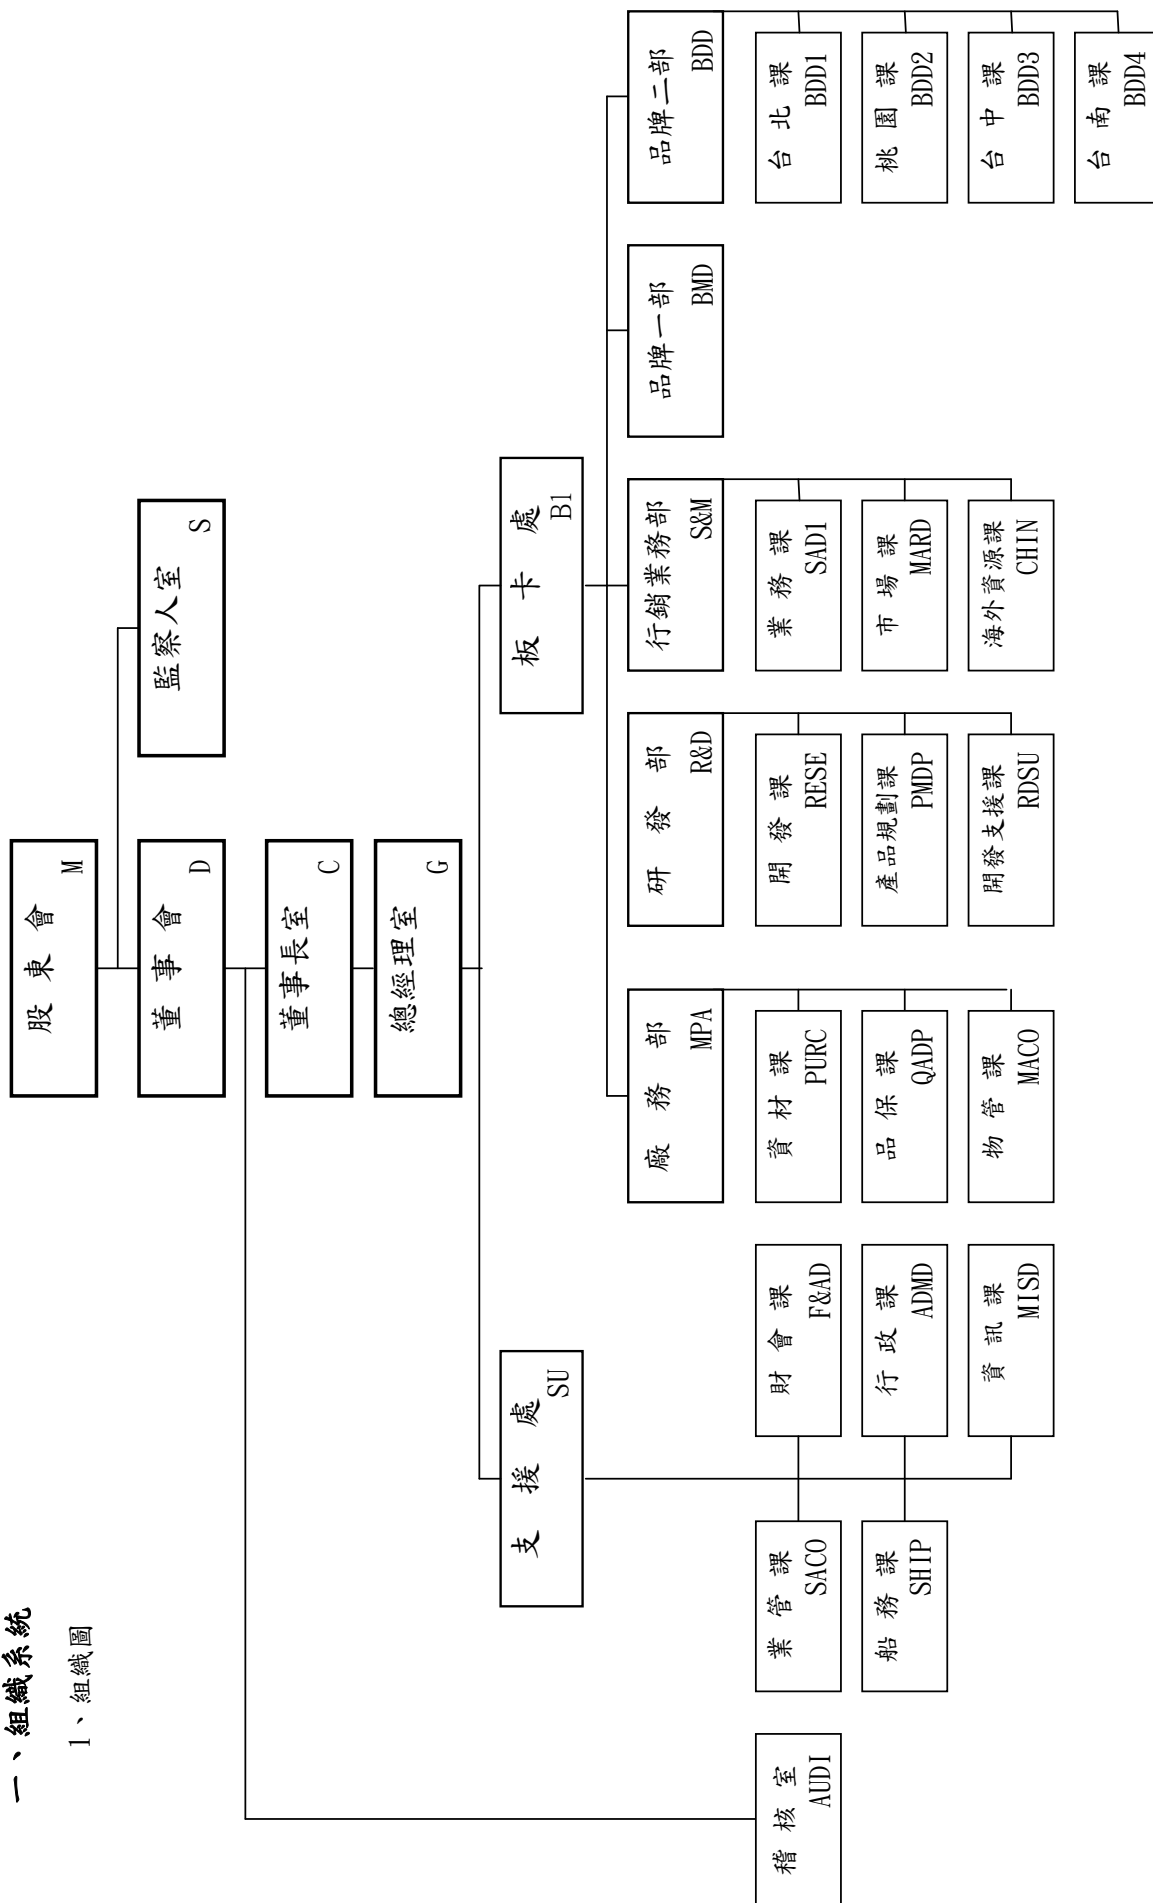 一、組織系統
1、組織圖
股東會
M
監察人室
S
董事會
D
董事長室
C
總經理室
G
支援處
SU
板卡處
B1
廠務部
MPA
研發部
R&D
行銷業務部
S&M
品牌一部
BMD
品牌二部
BDD
稽核室
AUDI
業管課
SACO
財會課
F&AD
資材課
PURC
開發課
RESE
業務課
SAD1
台北課
BDD1
船務課
SHIP
行政課
ADMD
品保課
QADP
產品規劃課
PMDP
市場課
MARD
桃園課
BDD2
資訊課
MISD
物管課
MACO
開發支援課
RDSU
海外資源課
CHIN
台中課
BDD3
台南課
BDD4